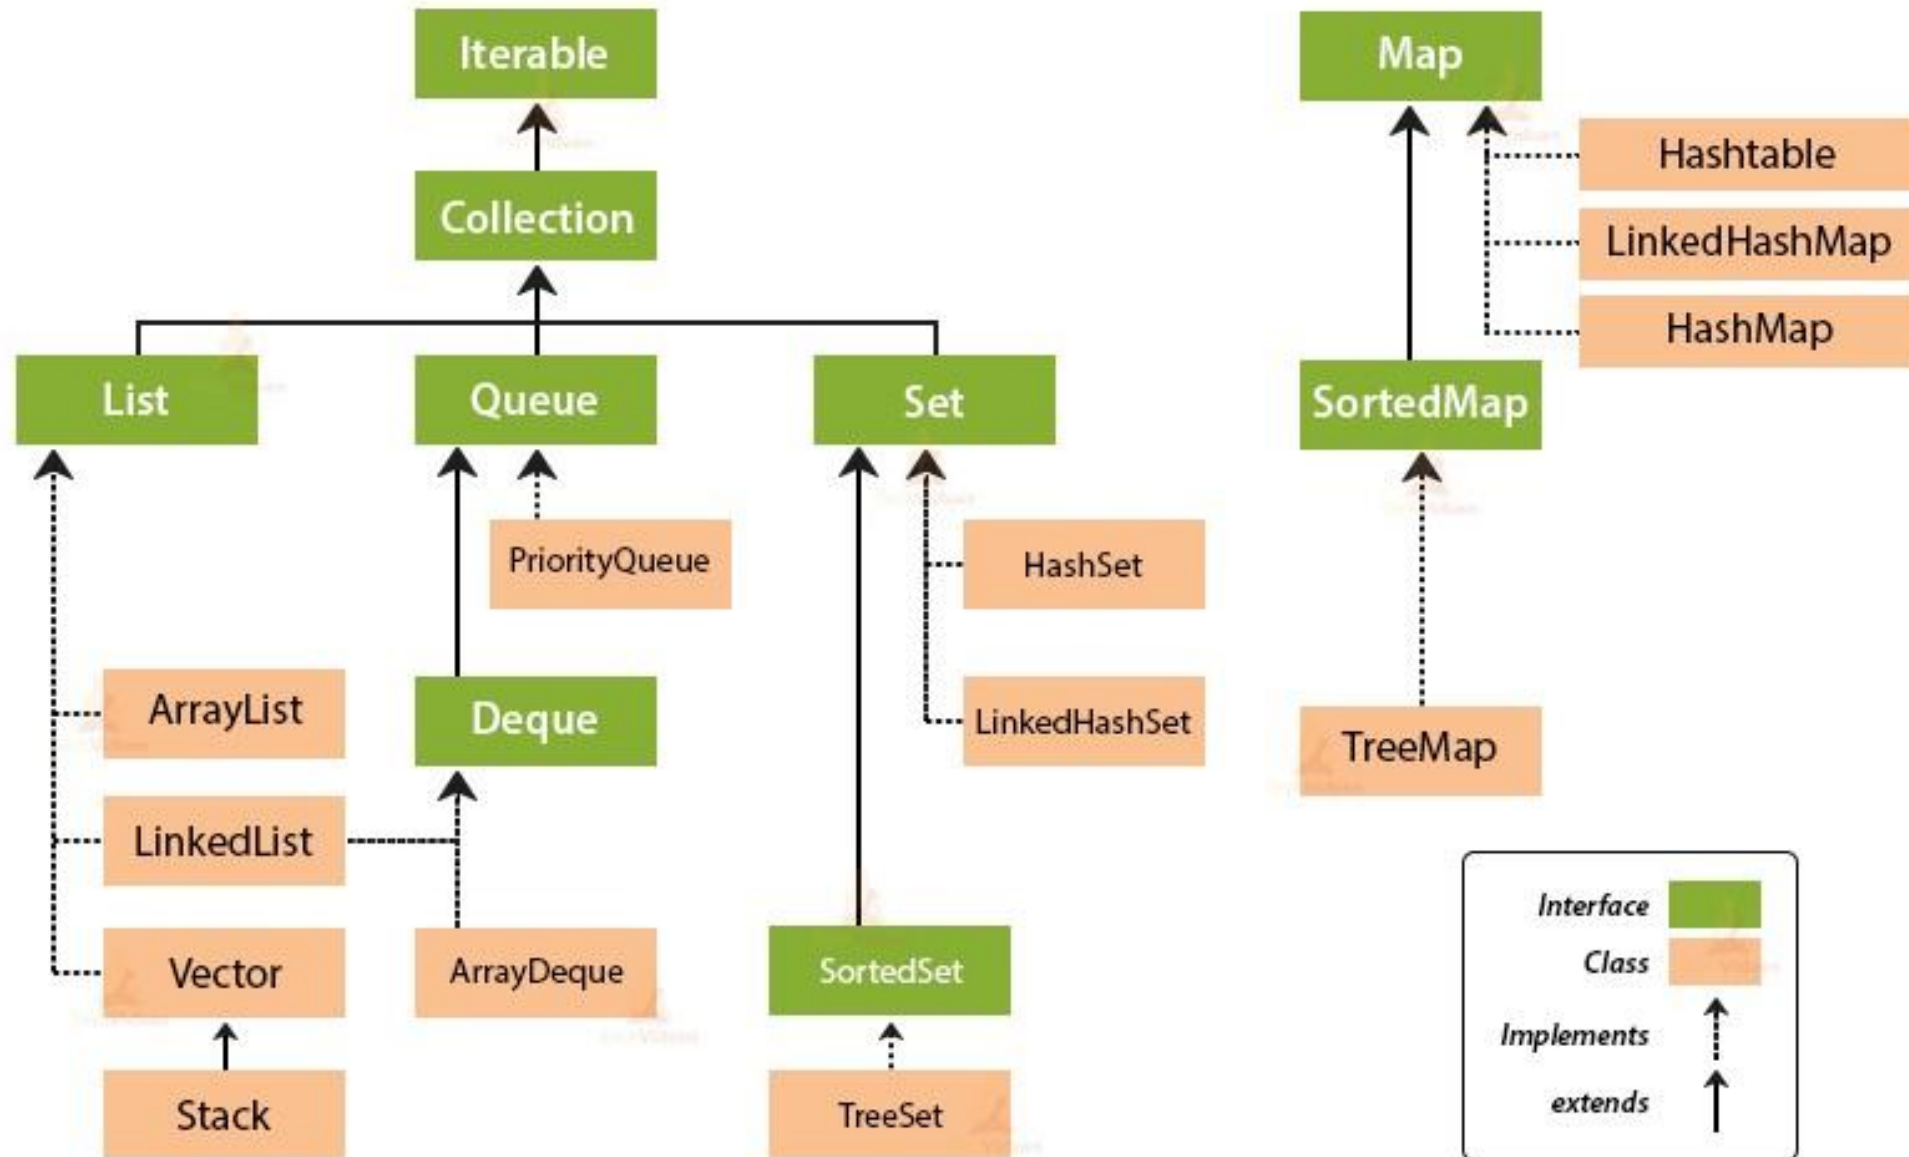 Iterable
Collection
List
Queue
Set
PriorityQueue
HashSet
LinkedHashSet
ArrayList
Deque
LinkedList
Vector
ArrayDeque
SortedSet
Stack
TreeSet
Map
Hashtable
LinkedHashMap
HashMap
SortedMap
TreeMap
Interface
Class
Implements
extends